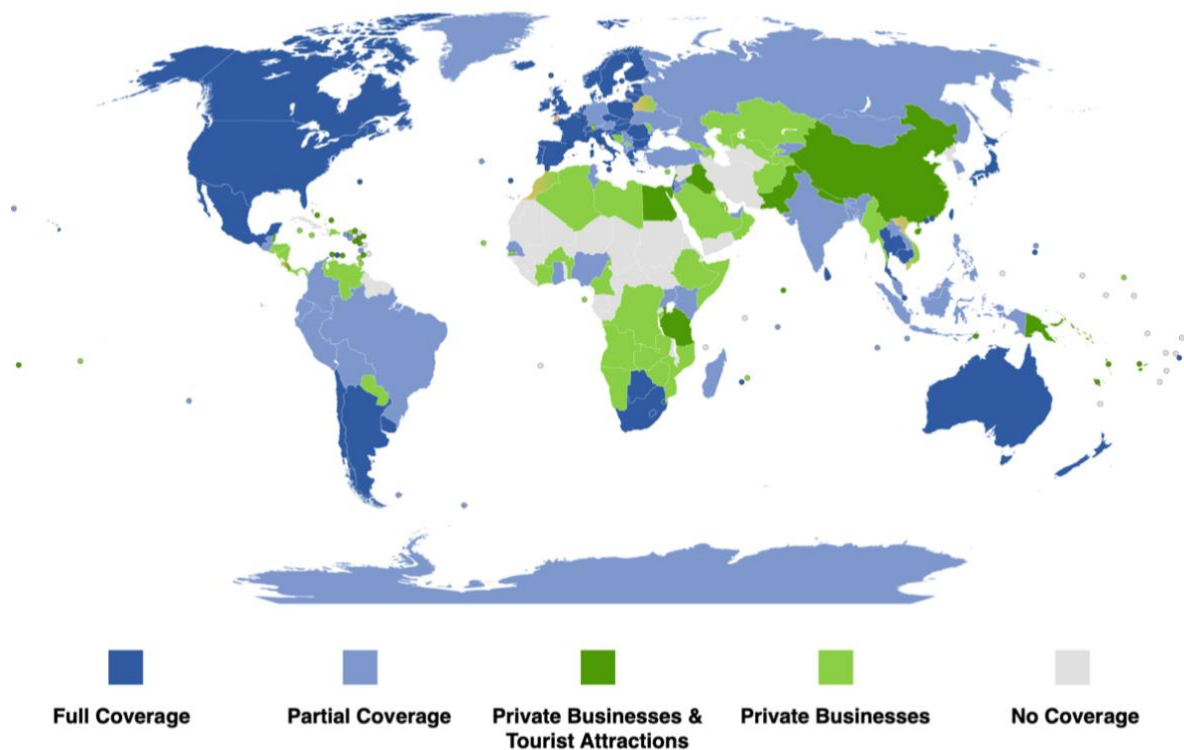 Full Coverage
Partial Coverage
Private Businesses &
Tourist Attractions
Private Businesses
No Coverage